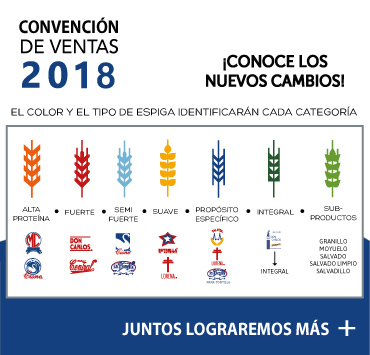 CONVENCIÓN
DE VENTAS
2018
¡CONOCE LOS
NUEVOS CAMBIOS!
EL COLOR Y EL TIPO DE ESPIGA IDENTIFICARÁN CADA CATEGORÍA
ALTA
PROTEÍNA
• FUERTE •
SEMI
FUERTE
• SUAVE •
PROPÓSITO
ESPECÍFICO
• INTEGRAL •
SUB-
PRODUCTOS
DON
CARLOS
Central
LORENA
INTEGRAL
GRANILLO
MOYUELO
SALVADO
SALVADO LIMPIO
SALVADILLO
JUNTOS LOGRAREMOS MÁS +